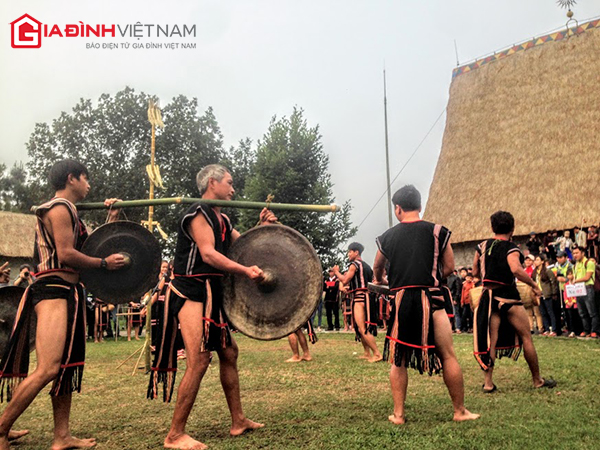 GIAĐÌNHVIỆTNAM
BÁO ĐIỆN TỬ GIA ĐÌNH VIỆT NAM